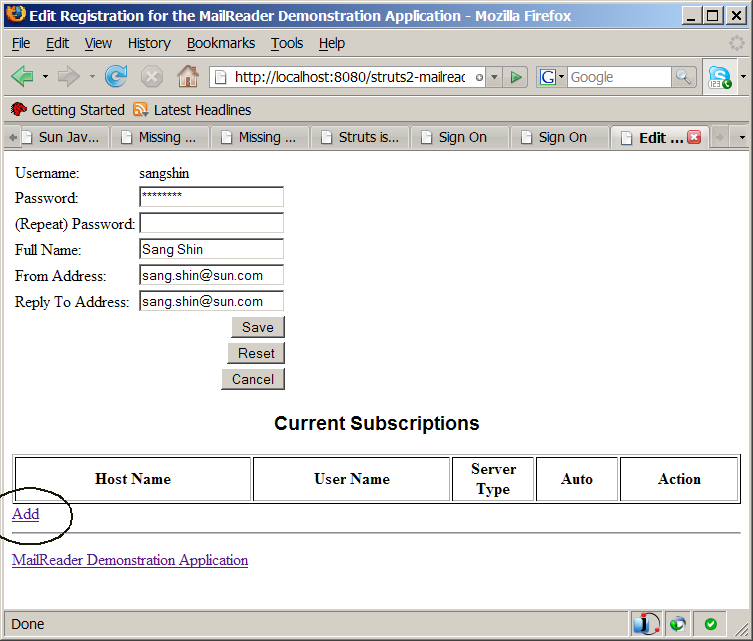 Edit Registration for the MailReader Demonstration Application - Mozilla Firefox
File Edit View History Bookmarks Tools Help
http://localhost:8080/struts2-mailreac G Google
Getting Started Latest Headlines
Sun Jav... Missing ... Missing ... Struts is... Sign On Sign On Edit ...
Username: sangshin
Password: ********
(Repeat) Password:
Full Name: Sang Shin
From Address: sang.shin@sun.com
Reply To Address: sang.shin@sun.com
Save
Reset
Cancel
Current Subscriptions
Host Name User Name Server Type Auto Action
Add
MailReader Demonstration Application
Done